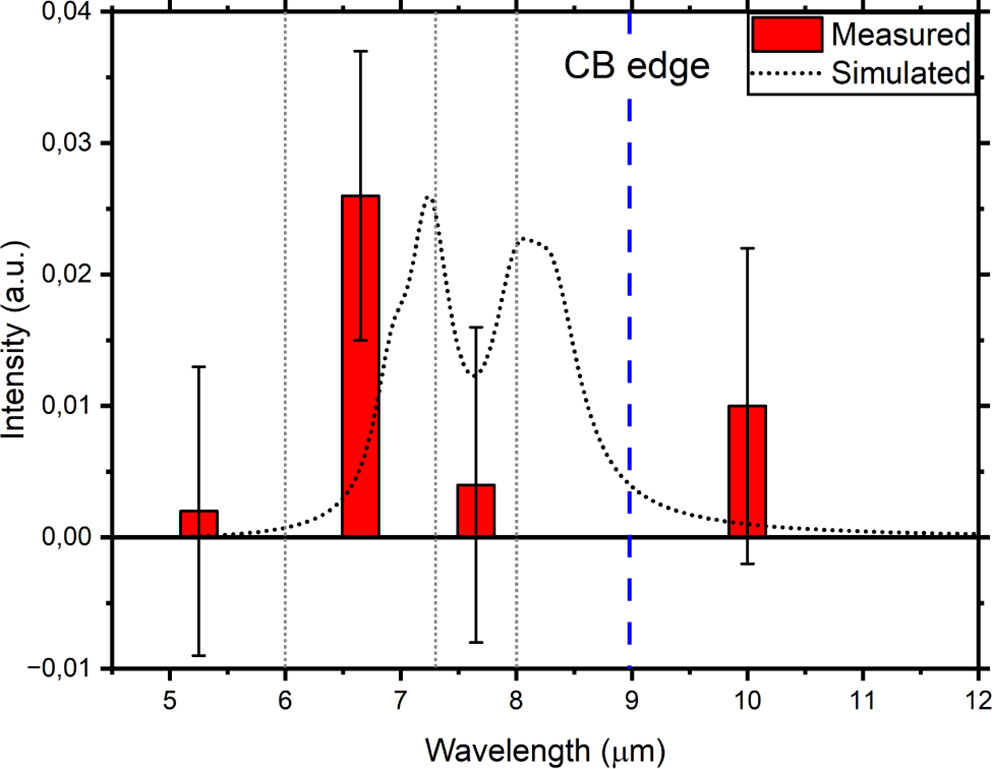 0,04
0,03
0,02
0,01
0,00
−0,01
Intensity (a.u.)
CB edge
Measured
Simulated
5 6 7 8 9 10 11 12
Wavelength (μm)